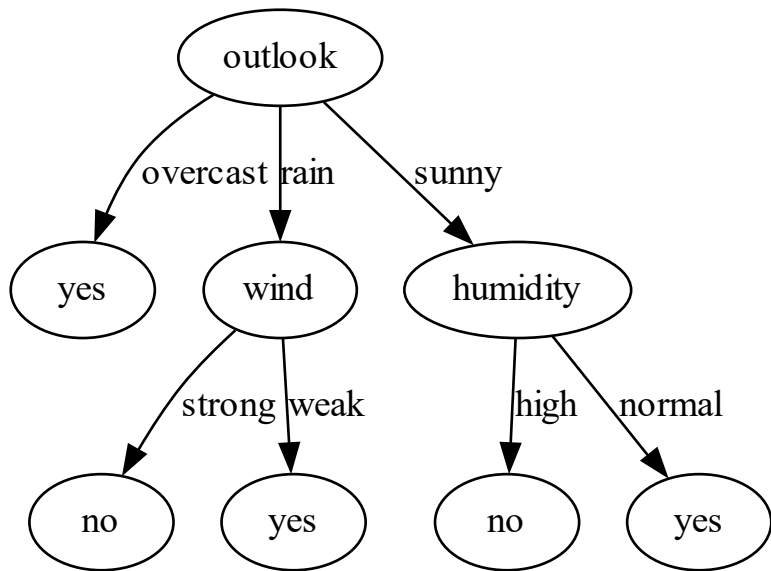 outlook
overcast rain sunny
yes wind humidity
strong weak high normal
no yes no yes